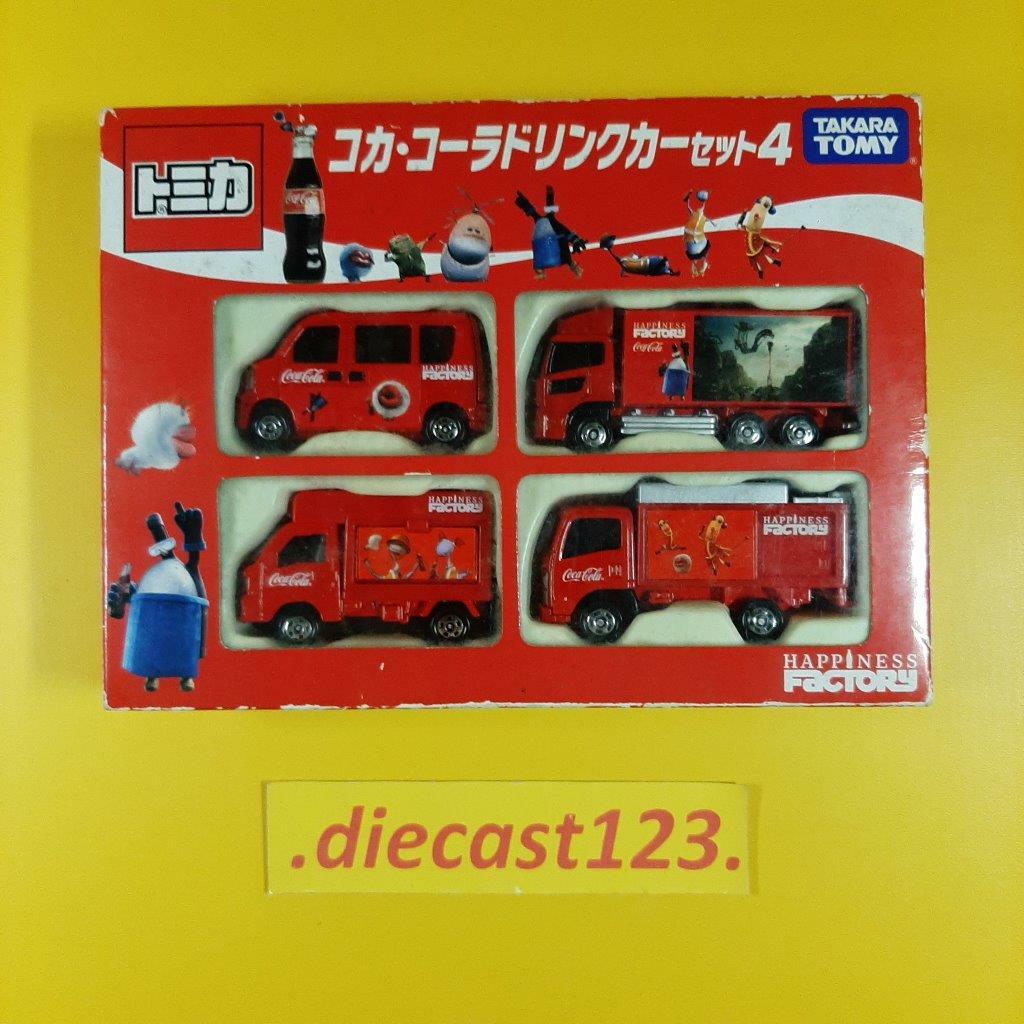 コカ・コーラドリンクカーセット4
TAKARA
TOMY
®
トミカ
Coca-Cola
Coca-Cola
HAPPINESS
FACTORY
HAPPINESS
FACTORY
Coca-Cola
HAPPINESS
FACTORY
Coca-Cola
HAPPINESS
FACTORY
Coca-Cola
HAPPINESS
FACTORY
.diecast123.